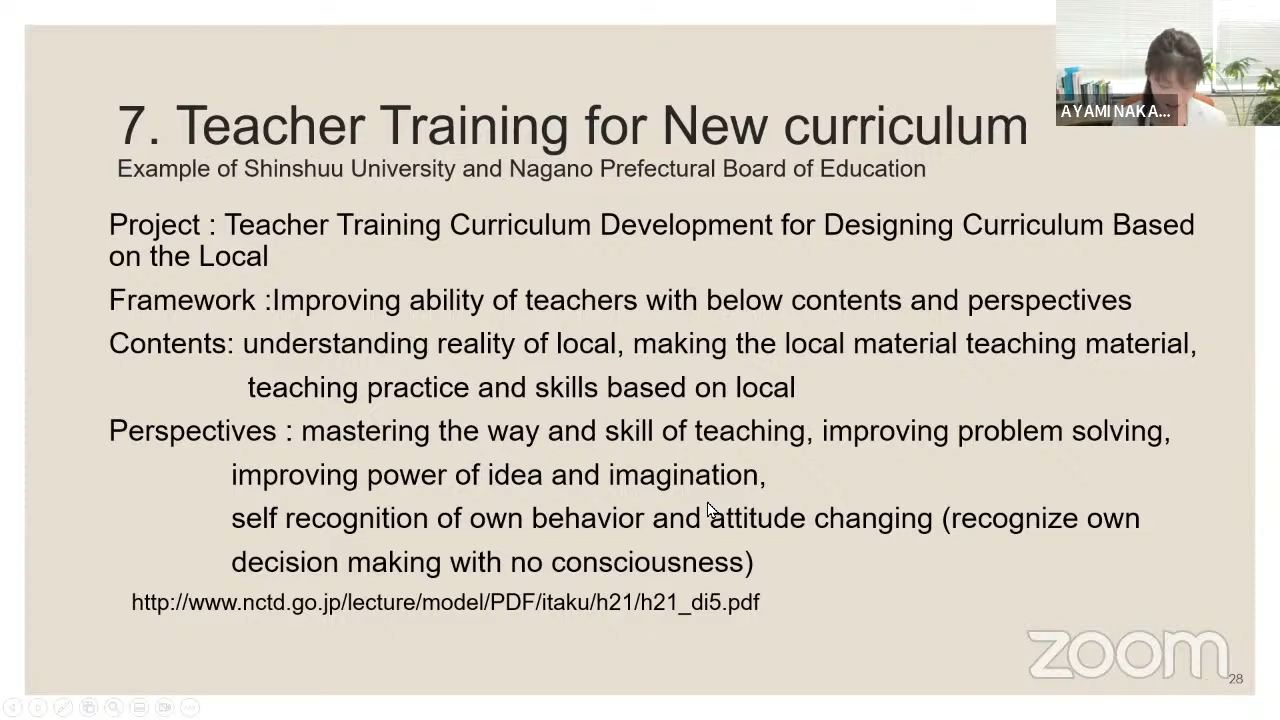 7. Teacher Training for New curriculum
Example of Shinshuu University and Nagano Prefectural Board of Education
Project : Teacher Training Curriculum Development for Designing Curriculum Based
on the Local
Framework :Improving ability of teachers with below contents and perspectives
Contents: understanding reality of local, making the local material teaching material,
teaching practice and skills based on local
Perspectives : mastering the way and skill of teaching, improving problem solving,
improving power of idea and imagination,
self recognition of own behavior and attitude changing (recognize own
decision making with no consciousness)
http://www.nctd.go.jp/lecture/model/PDF/itaku/h21/h21_di5.pdf
AYAMI NAKA...
zoom
28